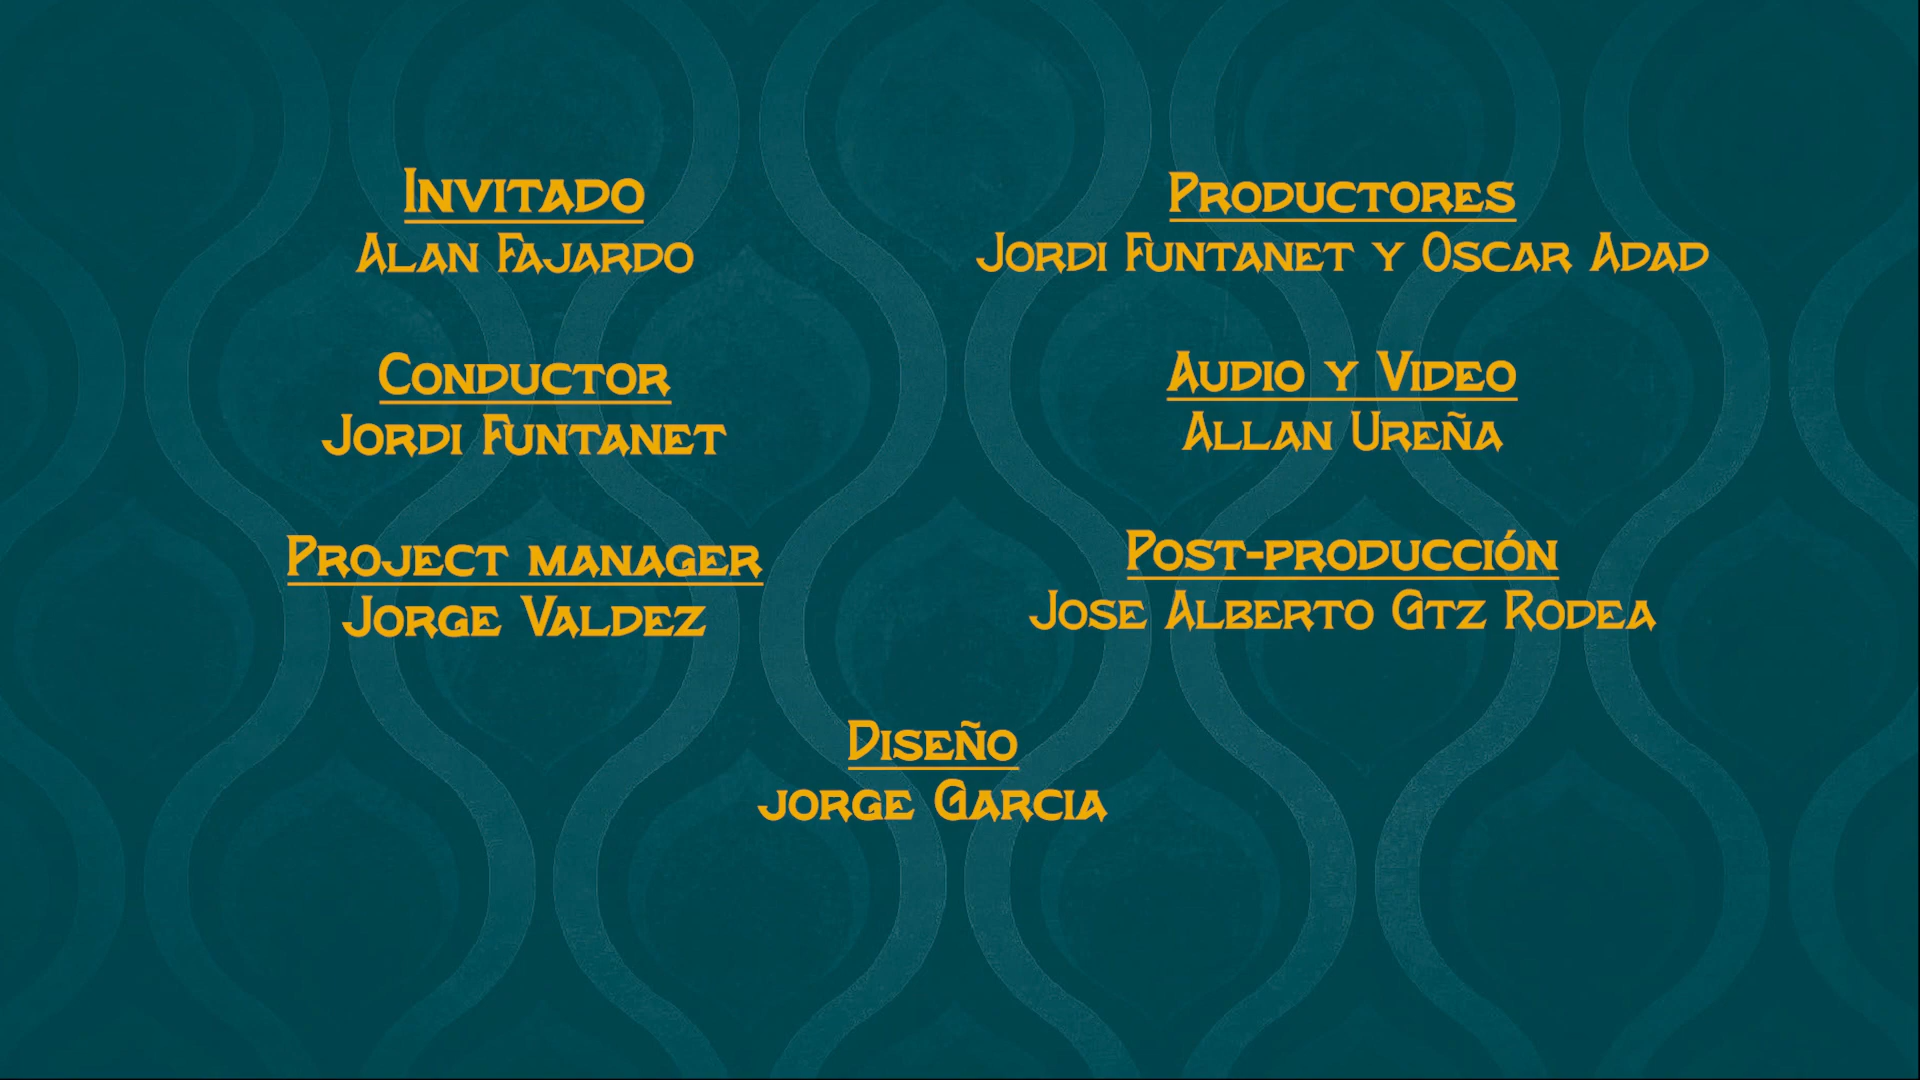 Invitado
Alan Fajardo
Conductor
Jordi Funtanet
Project manager
Jorge Valdez
Productores
Jordi Funtanet y Oscar Adad
Audio y Video
Allan Ureña
Post-producción
Jose Alberto Gtz Rodea
Diseño
jorge Garcia